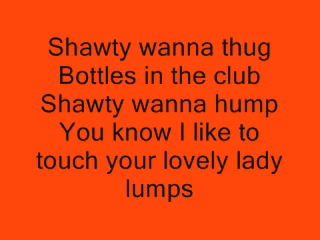 Shawty wanna thug
Bottles in the club
Shawty wanna hump
You know I like to
touch your lovely lady
lumps